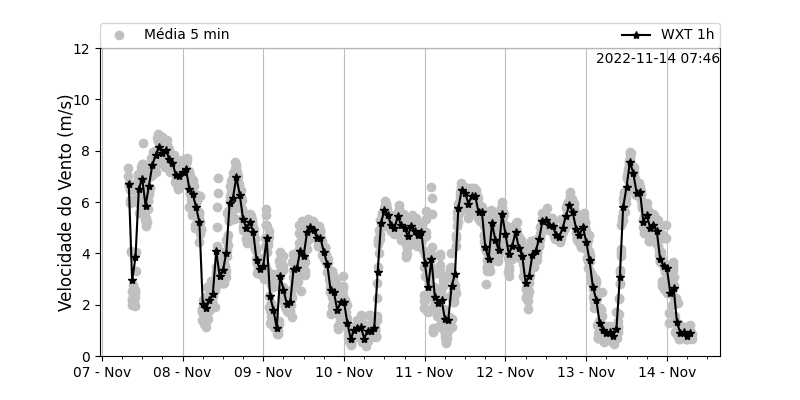 Média 5 min
WXT 1h
2022-11-14 07:46
Velocidade do Vento (m/s)
12
10
8
6
4
2
0
07 - Nov
08 - Nov
09 - Nov
10 - Nov
11 - Nov
12 - Nov
13 - Nov
14 - Nov